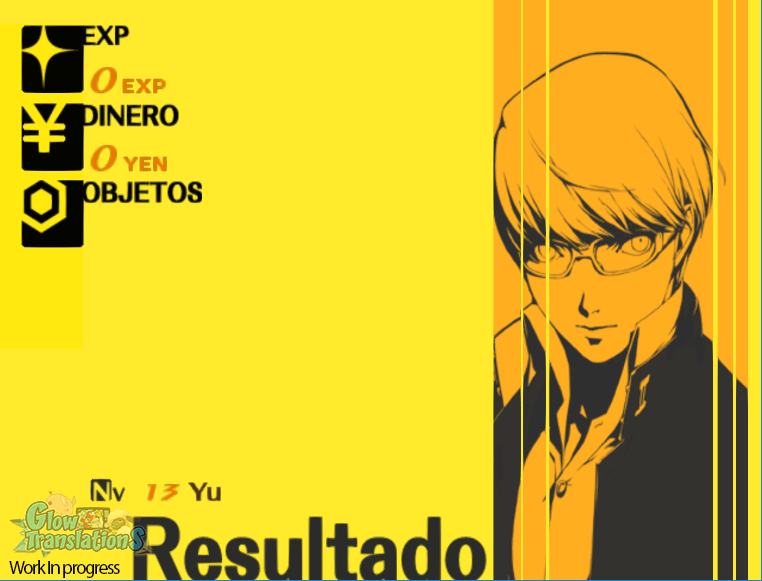 EXP
0 EXP
DINERO
0 YEN
OBJETOS
Nv 13 Yu
Glow
Translations
Resultado
Work In progress